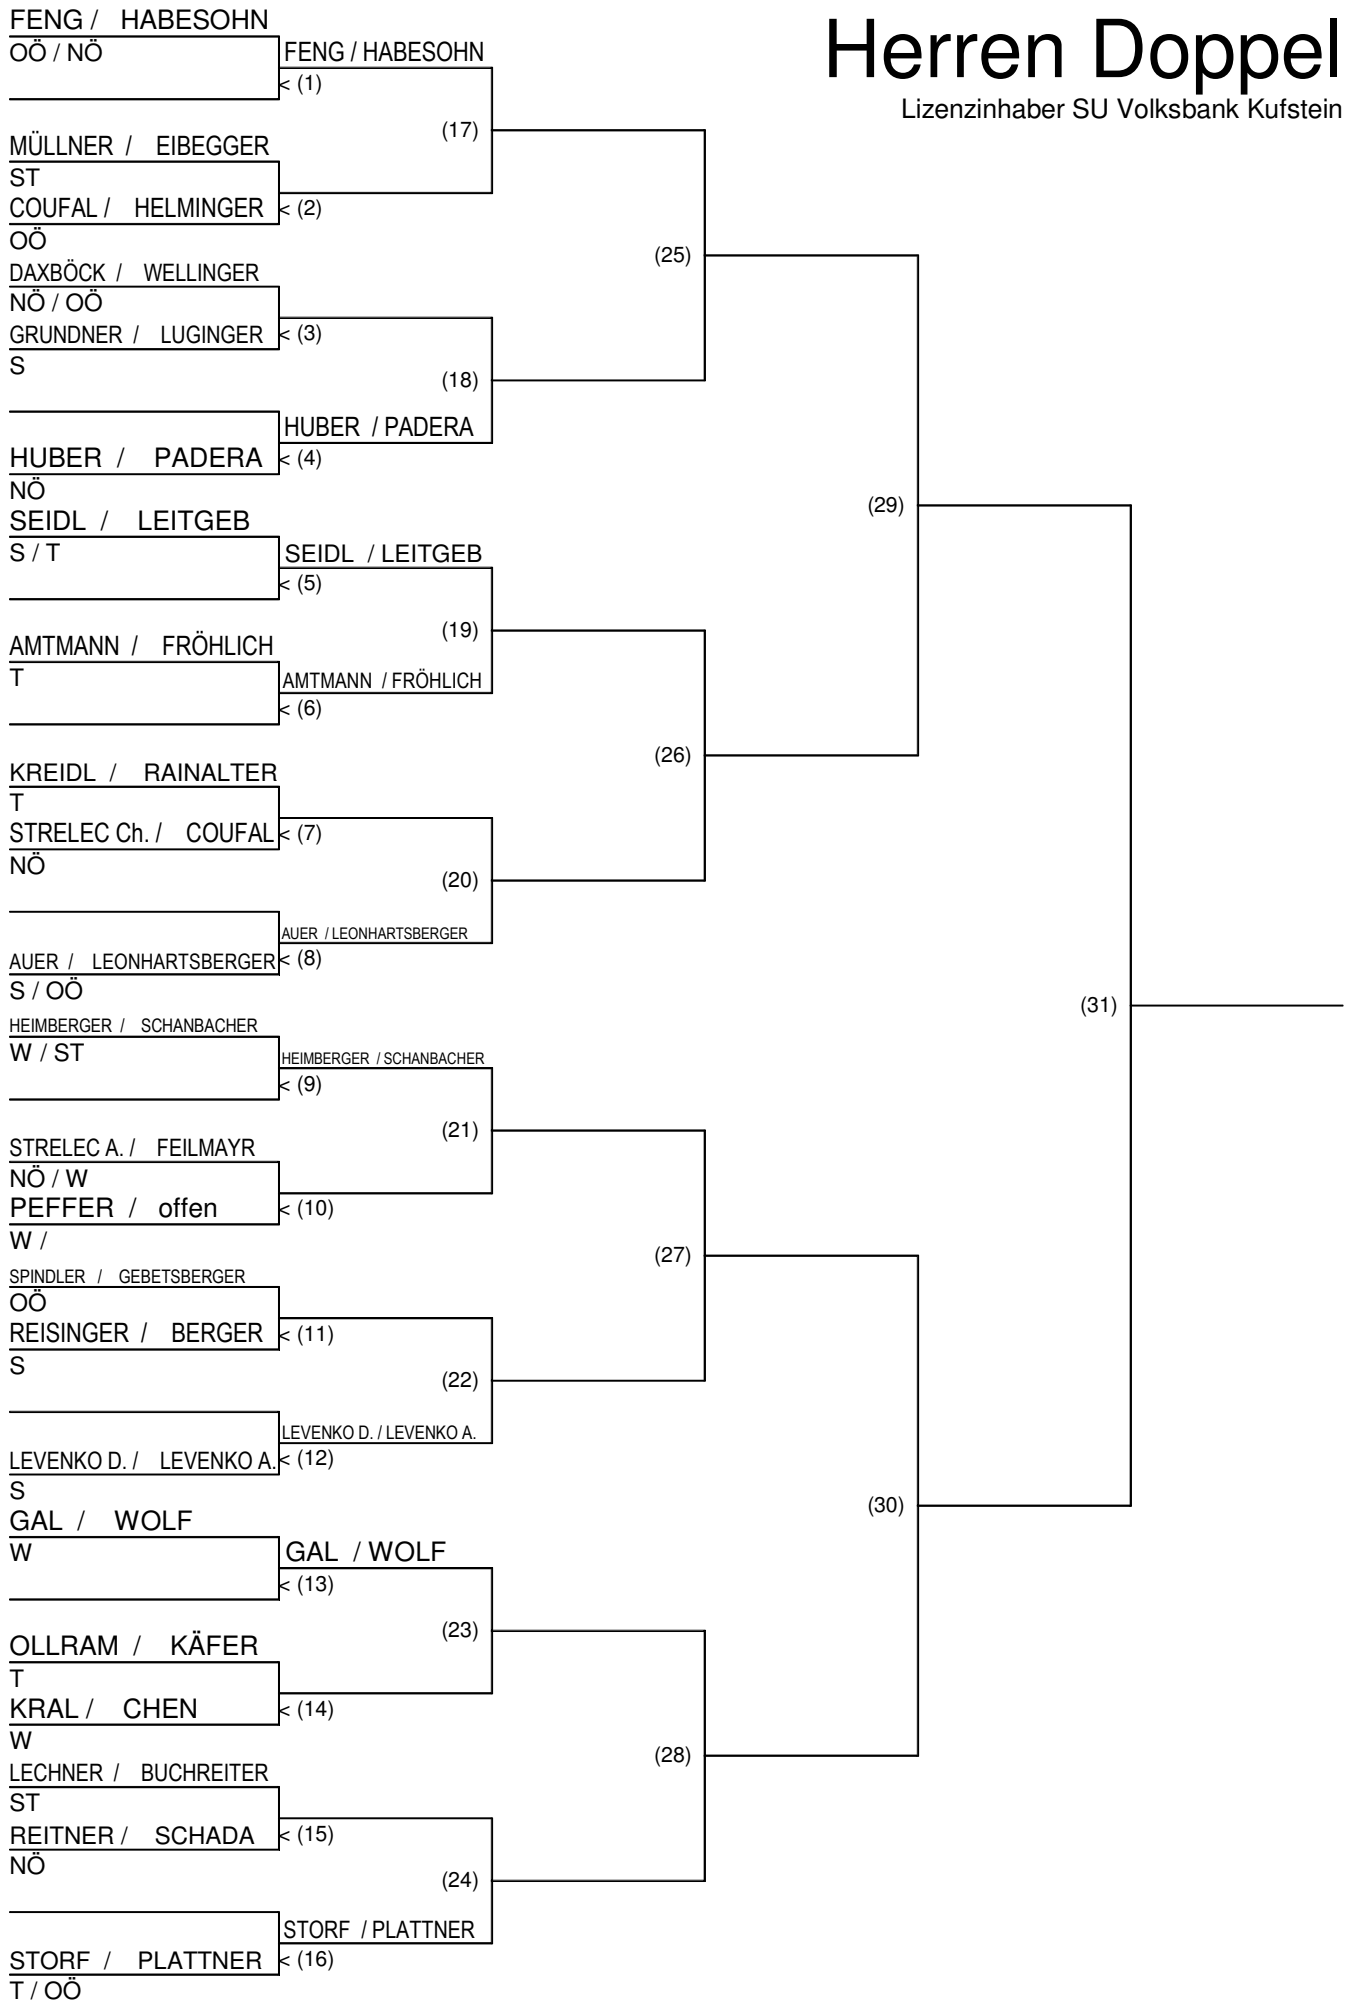 Herren Doppel
Lizenzinhaber SU Volksbank Kufstein
FENG / HABESOHN
OÖ / NÖ
FENG / HABESOHN
< (1)
(17)
MÜLLNER / EIBEGGER
ST
COUFAL / HELMINGER
< (2)
OÖ
(25)
DAXBÖCK / WELLINGER
NÖ / OÖ
GRUNDNER / LUGINGER
< (3)
S
(18)
HUBER / PADERA
HUBER / PADERA
< (4)
NÖ
(29)
SEIDL / LEITGEB
S / T
SEIDL / LEITGEB
< (5)
(19)
AMTMANN / FRÖHLICH
T
AMTMANN / FRÖHLICH
< (6)
(26)
KREIDL / RAINALTER
T
STRELEC Ch. / COUFAL
< (7)
NÖ
(20)
AUER / LEONHARTSBERGER
AUER / LEONHARTSBERGER
< (8)
S / OÖ
(31)
HEIMBERGER / SCHANBACHER
W / ST
HEIMBERGER / SCHANBACHER
< (9)
(21)
STRELEC A. / FEILMAYR
NÖ / W
PEFFER / offen
< (10)
W /
(27)
SPINDLER / GEBETSBERGER
OÖ
REISINGER / BERGER
< (11)
S
(22)
LEVENKO D. / LEVENKO A.
LEVENKO D. / LEVENKO A.
< (12)
S
(30)
GAL / WOLF
W
GAL / WOLF
< (13)
(23)
OLLRAM / KÄFER
T
KRAL / CHEN
< (14)
W
(28)
LECHNER / BUCHREITER
ST
REITNER / SCHADA
< (15)
NÖ
(24)
STORF / PLATTNER
STORF / PLATTNER
< (16)
T / OÖ